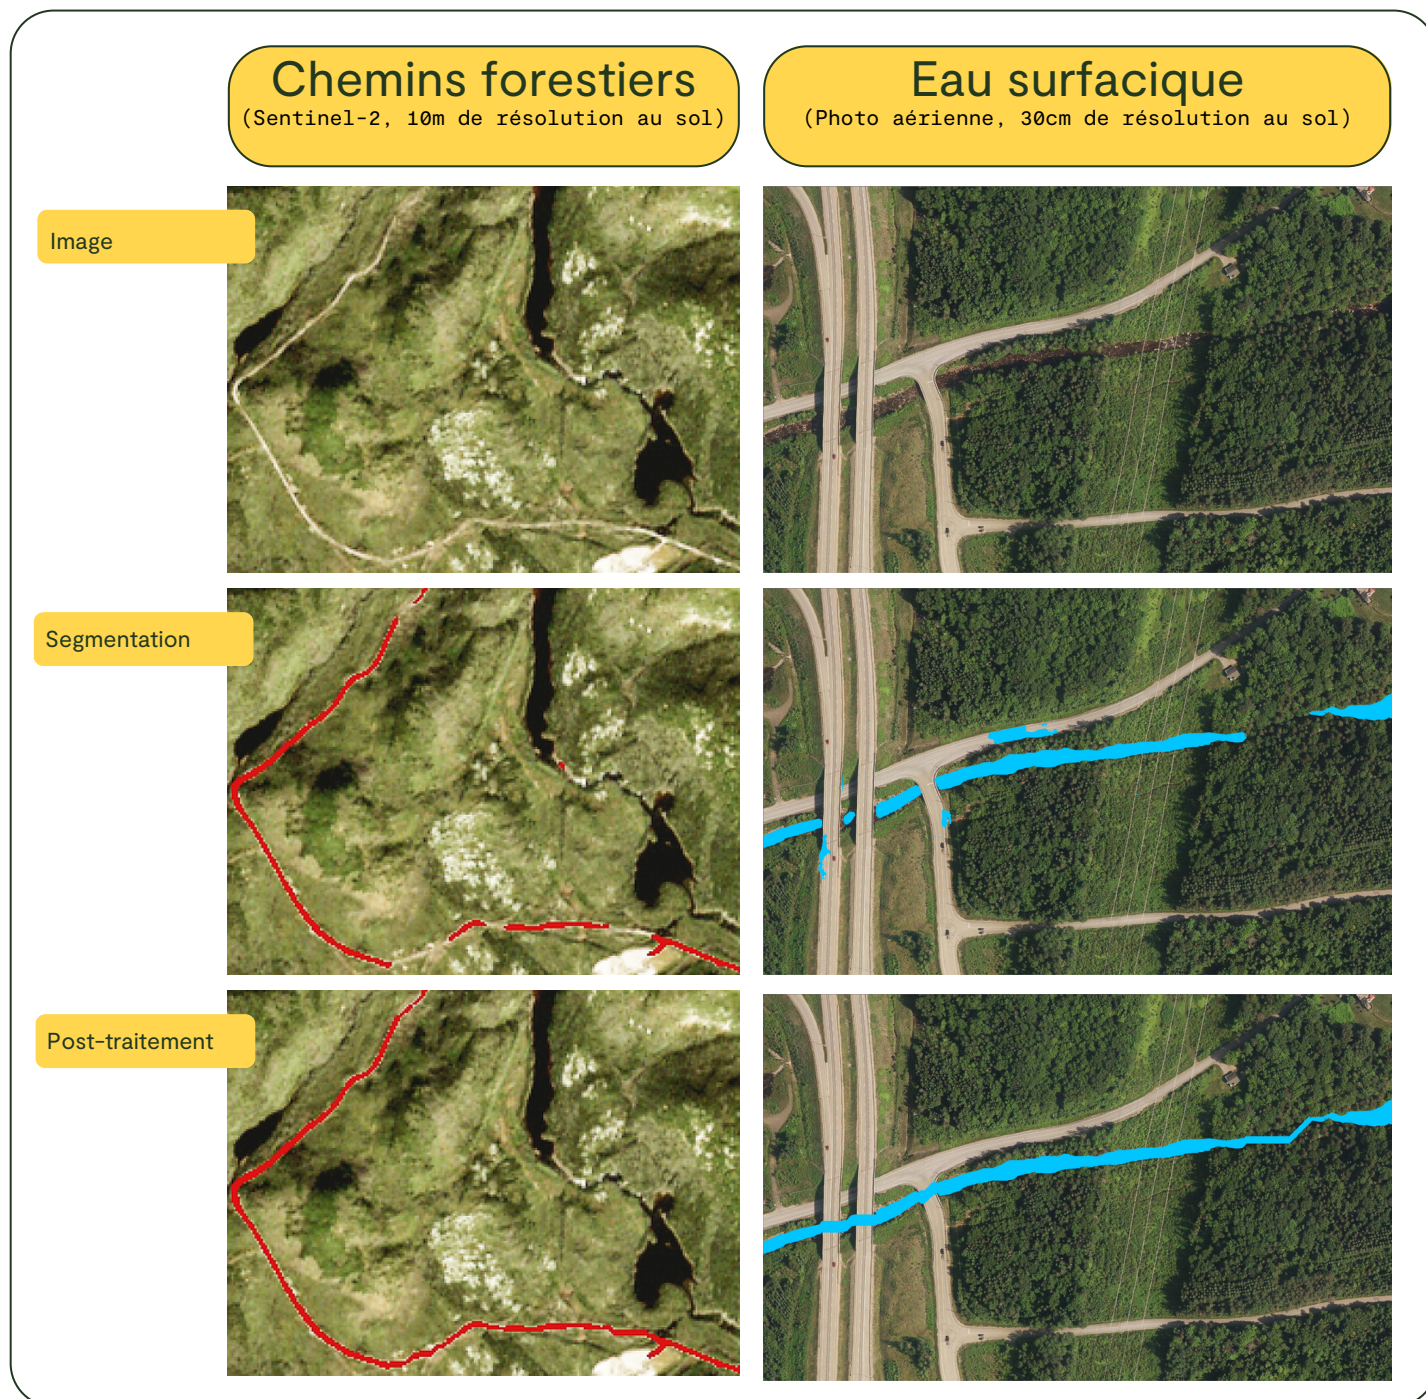 Chemins forestiers
(Sentinel-2, 10m de résolution au sol)
Eau surfacique
(Photo aérienne, 30cm de résolution au sol)
Image
Segmentation
Post-traitement